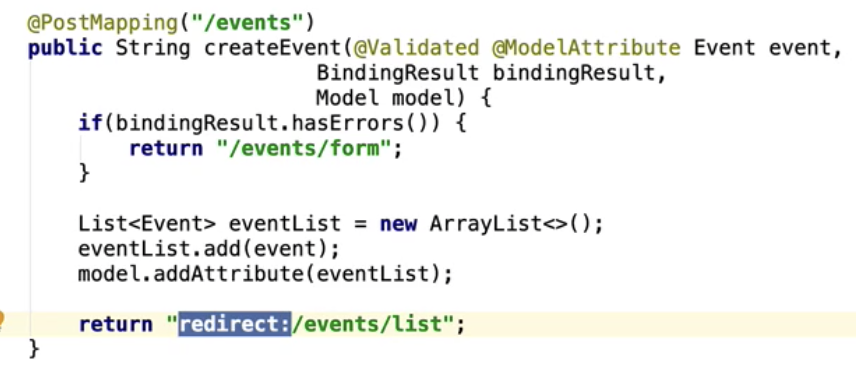 @PostMapping("/events")
public String createEvent(@Validated @ModelAttribute Event event,
                          BindingResult bindingResult,
                          Model model) {
    if(bindingResult.hasErrors()) {
        return "/events/form";
    }

    List<Event> eventList = new ArrayList<>();
    eventList.add(event);
    model.addAttribute(eventList);

    return "redirect:/events/list";
}